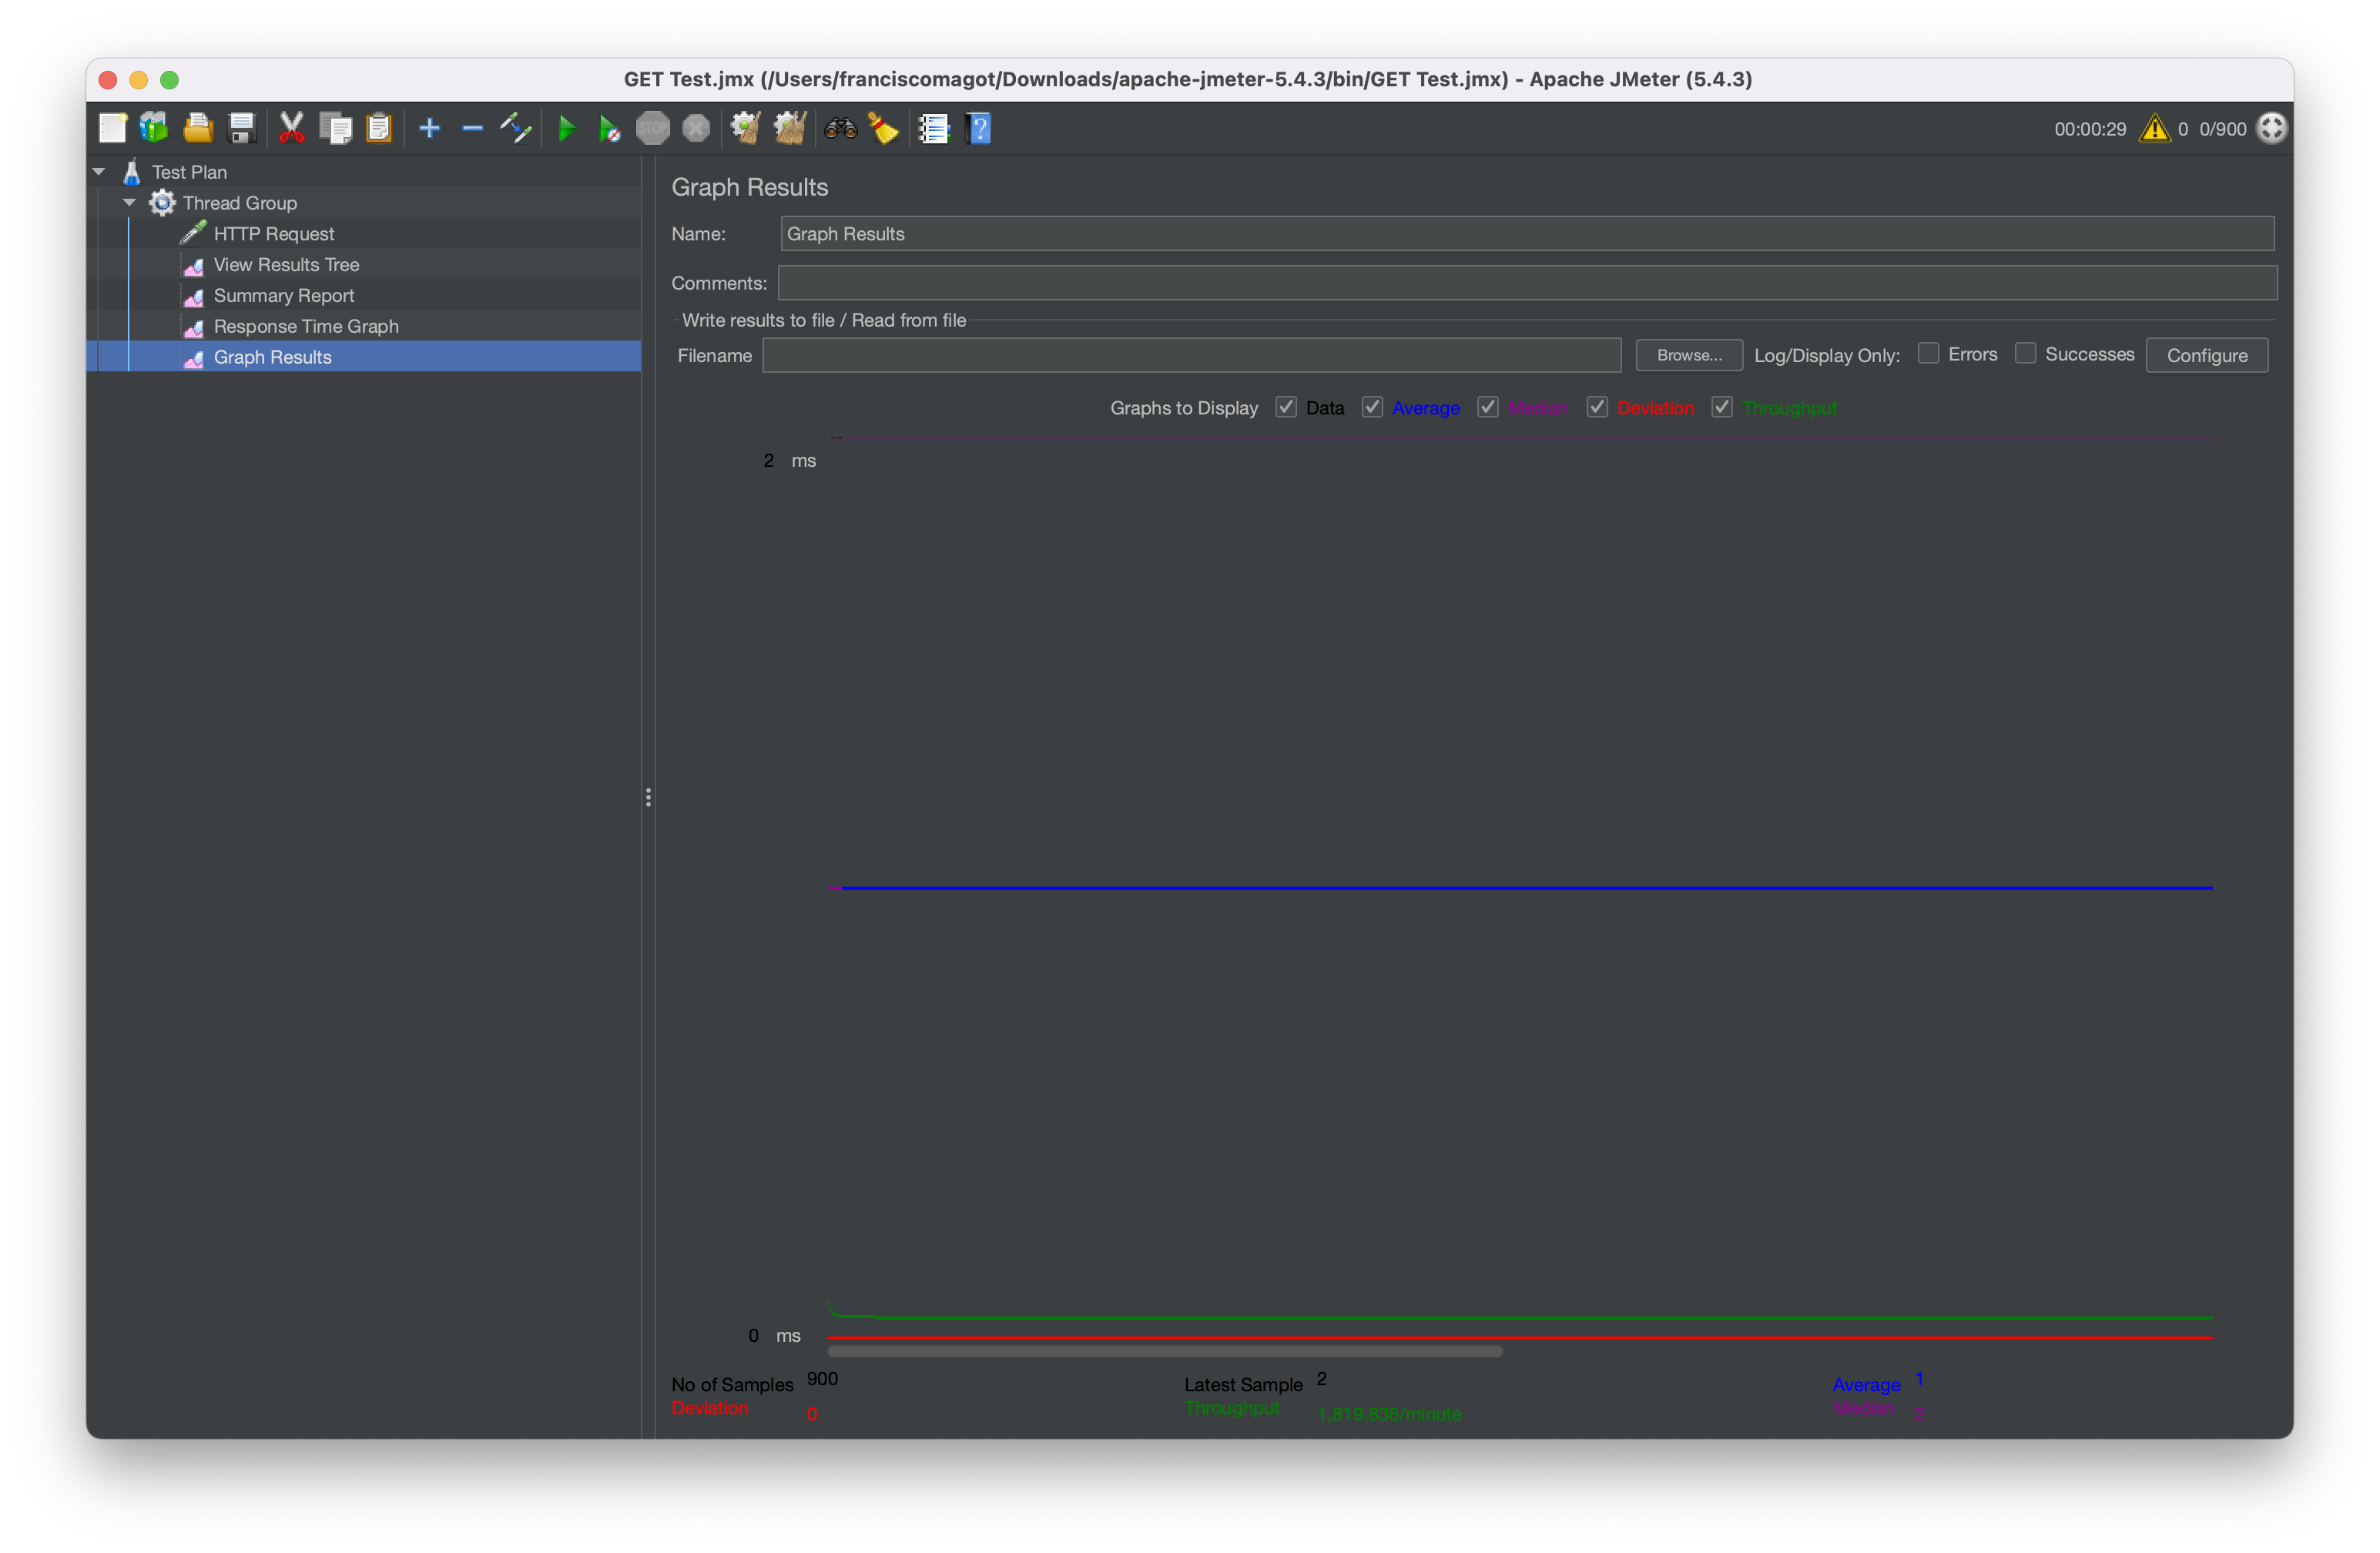 GET Test.jmx (/Users/franciscomagot/Downloads/apache-jmeter-5.4.3/bin/GET Test.jmx) - Apache JMeter (5.4.3)
STOP
00:00:29 0 0/900
Test Plan
Thread Group
HTTP Request
View Results Tree
Summary Report
Response Time Graph
Graph Results
Graph Results
Name: Graph Results
Comments:
Write results to file / Read from file
Filename Browse... Log/Display Only: Errors Successes Configure
Graphs to Display Data Average Median Deviation Throughput
2 ms
0 ms
No of Samples 900 Latest Sample 2 Average 1
Deviation 0 Throughput 1,819.836/minute Median 2